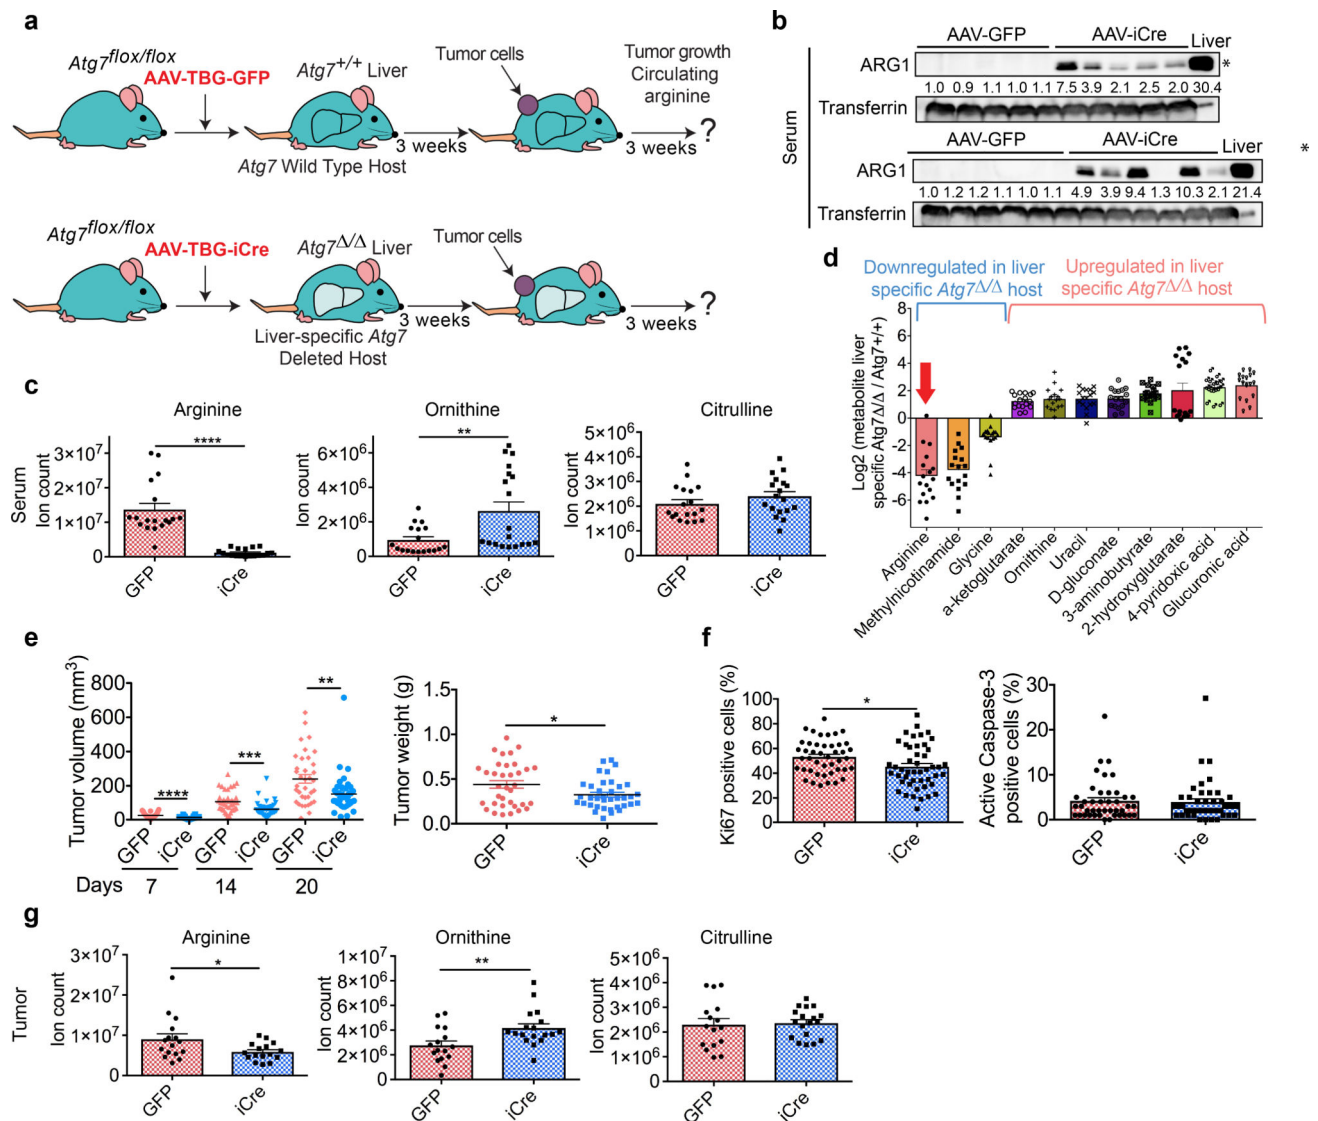 a
Atg7flox/flox
AAV-TBG-GFP
Atg7+/+ Liver
Tumor cells
Tumor growth
Circulating
arginine
3 weeks
3 weeks
?
Atg7 Wild Type Host
Atg7flox/flox
AAV-TBG-iCre
Atg7Δ/Δ Liver
Tumor cells
3 weeks
3 weeks
?
Liver-specific Atg7
Deleted Host
b
Serum
AAV-GFP AAV-iCre Liver
ARG1 *
1.0 0.9 1.1 1.0 1.1 7.5 3.9 2.1 2.5 2.0 30.4
Transferrin
AAV-GFP AAV-iCre Liver *
ARG1
1.0 1.2 1.2 1.1 1.0 1.1 4.9 3.9 9.4 1.3 10.3 2.1 21.4
Transferrin
c
Serum
Arginine
Ion count
3×10⁷
2×10⁷
1×10⁷
0
****
GFP iCre
Ornithine
Ion count
6×10⁶
4×10⁶
2×10⁶
0
**
GFP iCre
Citrulline
Ion count
5×10⁶
4×10⁶
3×10⁶
2×10⁶
1×10⁶
0
GFP iCre
d
Downregulated in liver
specific Atg7Δ/Δ host
Upregulated in liver
specific Atg7Δ/Δ host
Log2 (metabolite liver
specific Atg7Δ/Δ / Atg7+/+)
8
6
4
2
0
-2
-4
-6
Arginine
Methylnicotinamide
Glycine
a-ketoglutarate
Ornithine
Uracil
D-gluconate
3-aminobutyrate
2-hydroxyglutarate
4-pyridoxic acid
Glucuronic acid
e
Tumor volume (mm³)
800
600
400
200
0
**** *** **
GFP iCre GFP iCre GFP iCre
Days 7 14 20
Tumor weight (g)
1.5
1.0
0.5
0.0
*
GFP iCre
f
Ki67 positive cells (%)
100
80
60
40
20
0
*
GFP iCre
Active Caspase-3
positive cells (%)
30
20
10
0
GFP iCre
g
Tumor
Arginine
Ion count
3×10⁷
2×10⁷
1×10⁷
0
*
GFP iCre
Ornithine
Ion count
1×10⁷
8×10⁶
6×10⁶
4×10⁶
2×10⁶
0
**
GFP iCre
Citrulline
Ion count
5×10⁶
4×10⁶
3×10⁶
2×10⁶
1×10⁶
0
GFP iCre